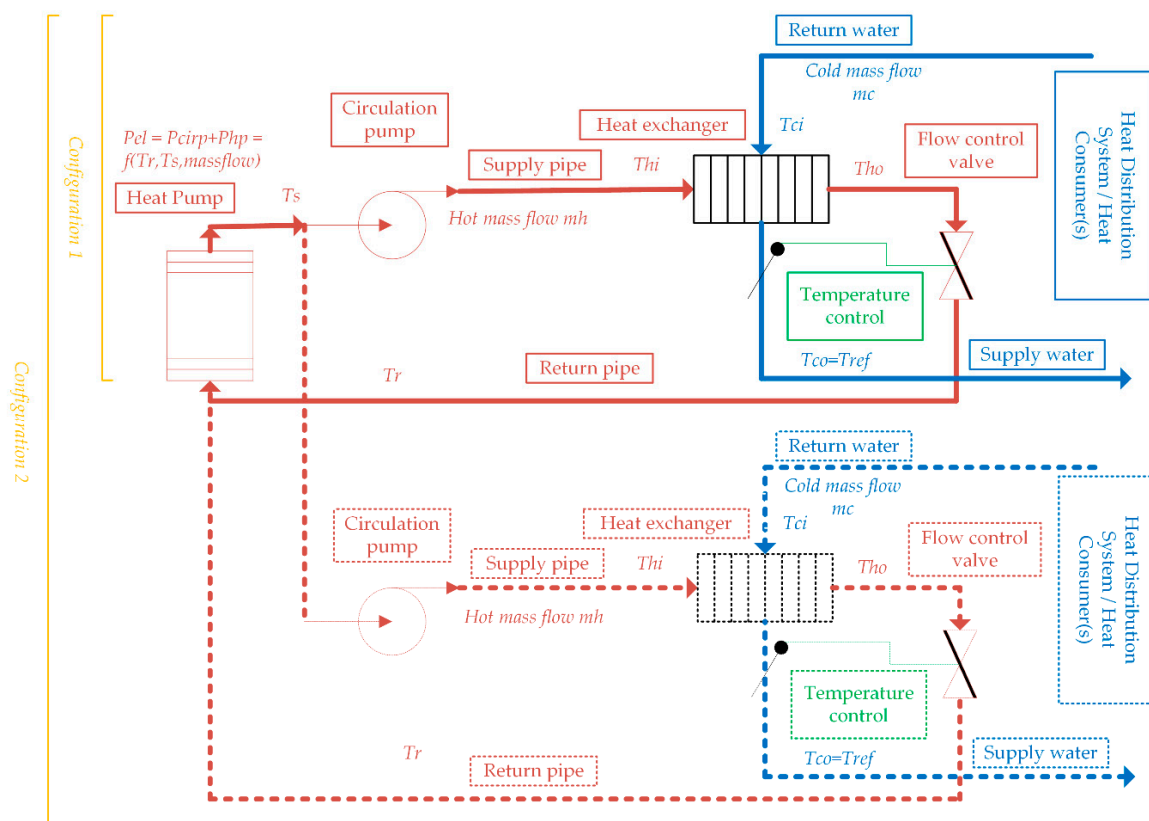 Configuration 1
Configuration 2
Pel = Pcirp+Php =
f(Tr,Ts,massflow)
Heat Pump
Ts
Circulation
pump
Supply pipe
Hot mass flow mh
Thi
Heat exchanger
Return water
Cold mass flow
mc
Tci
Tho
Flow control
valve
Heat Distribution
System / Heat
Consumer(s)
Temperature
control
Tco=Tref
Supply water
Tr
Return pipe
Circulation
pump
Supply pipe
Hot mass flow mh
Thi
Heat exchanger
Return water
Cold mass flow
mc
Tci
Tho
Flow control
valve
Heat Distribution
System / Heat
Consumer(s)
Temperature
control
Tco=Tref
Supply water
Tr
Return pipe